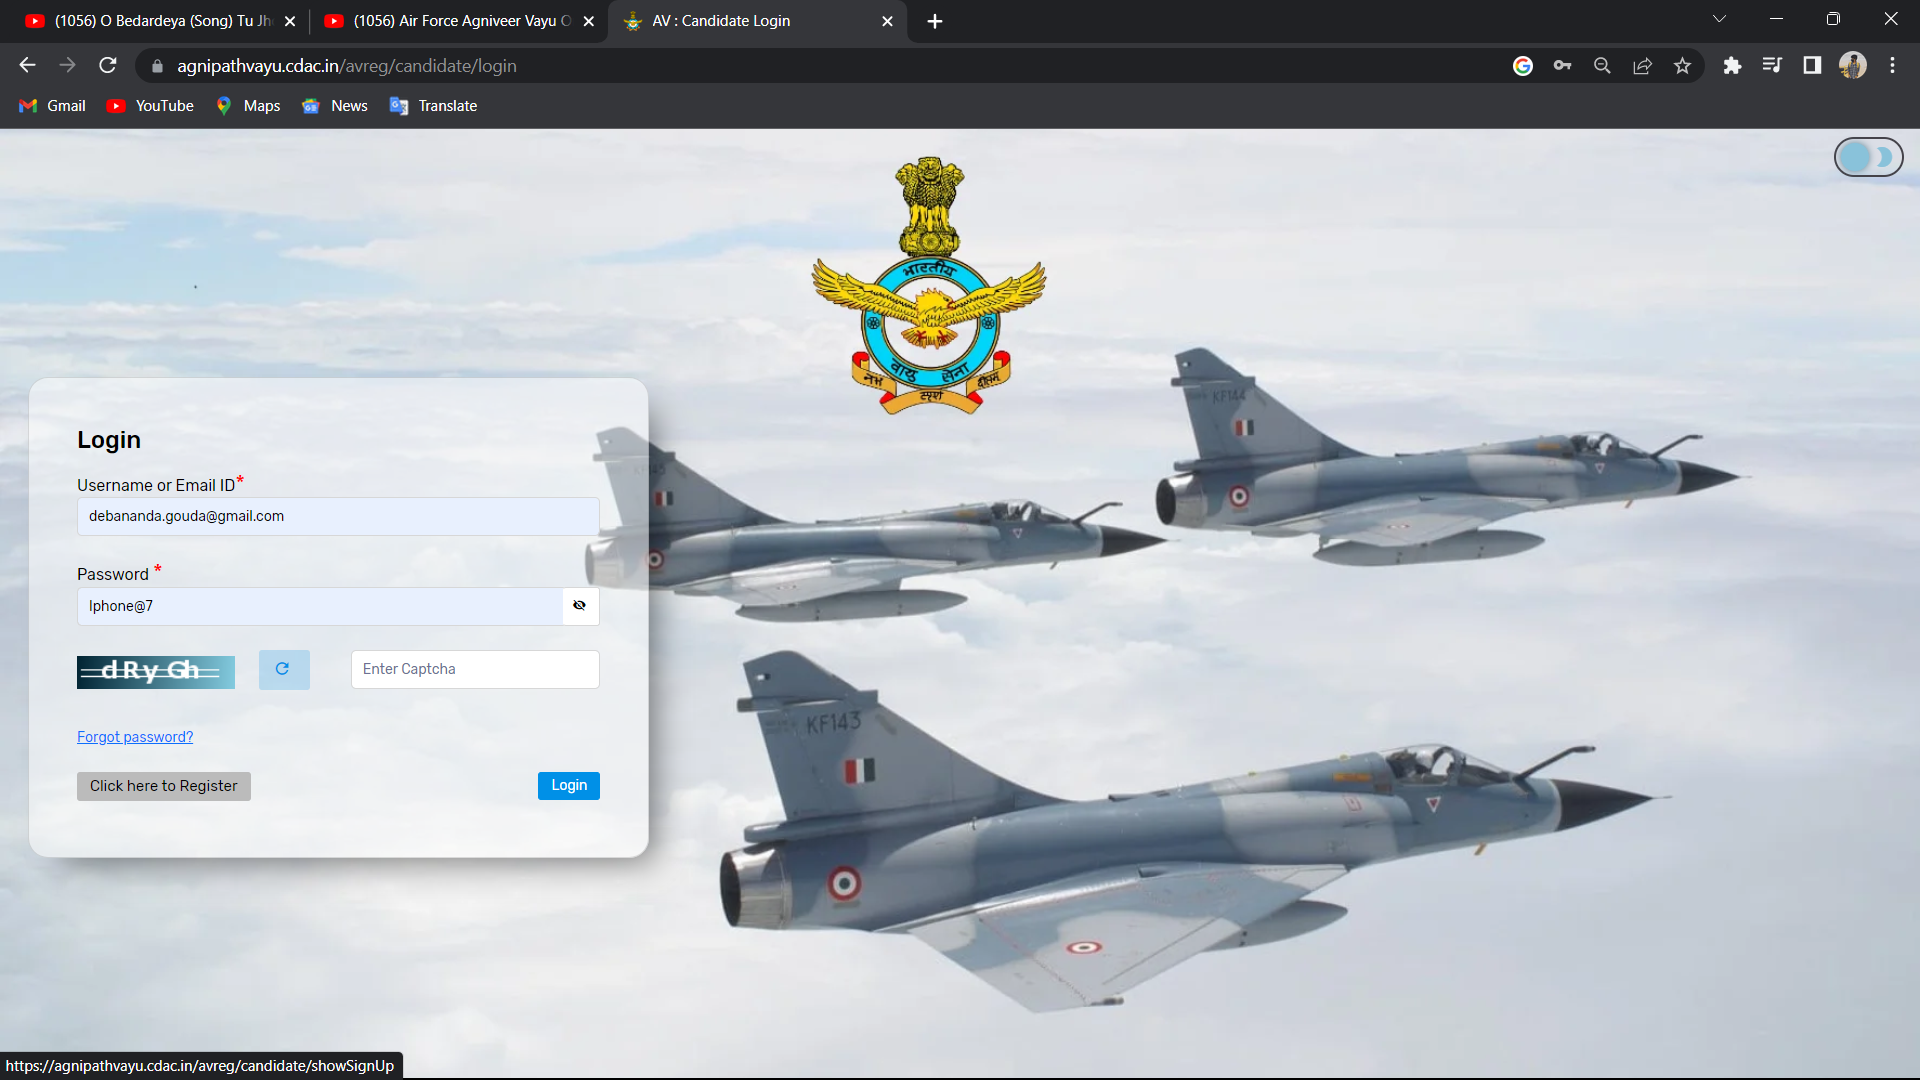 (1056) O Bedardeya (Song) Tu Jh
(1056) Air Force Agniveer Vayu O
AV : Candidate Login
agnipathvayu.cdac.in/avreg/candidate/login
Gmail
YouTube
Maps
News
Translate
भारतीय
वायु सेना
नभः स्पृशं दीप्तम्
Login
Username or Email ID*
debananda.gouda@gmail.com
Password *
Iphone@7
dRyGh
Enter Captcha
Forgot password?
Click here to Register
Login
KF144
KF143
https://agnipathvayu.cdac.in/avreg/candidate/showSignUp